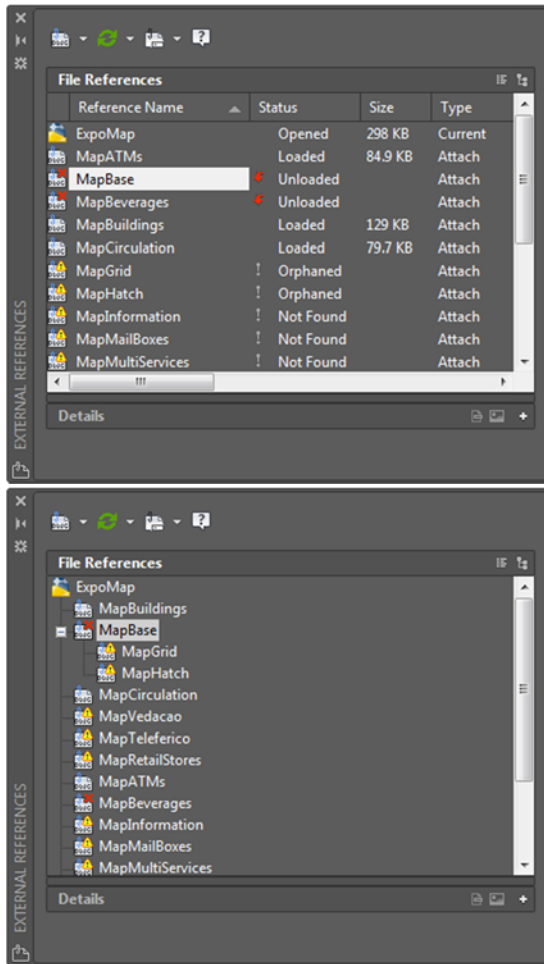 File References
Reference Name Status Size Type
ExpoMap Opened 298 KB Current
MapATMs Loaded 84.9 KB Attach
MapBase Unloaded Attach
MapBeverages Unloaded Attach
MapBuildings Loaded 129 KB Attach
MapCirculation Loaded 79.7 KB Attach
MapGrid ! Orphaned Attach
MapHatch ! Orphaned Attach
MapInformation ! Not Found Attach
MapMailBoxes ! Not Found Attach
MapMultiServices ! Not Found Attach
Details
EXTERNAL REFERENCES
File References
ExpoMap
MapBuildings
MapBase
MapGrid
MapHatch
MapCirculation
MapVedacao
MapTeleferico
MapRetailStores
MapATMs
MapBeverages
MapInformation
MapMailBoxes
MapMultiServices
Details
EXTERNAL REFERENCES